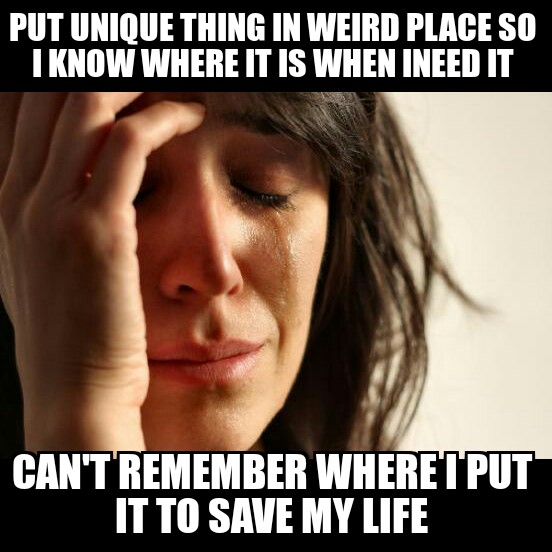 PUT UNIQUE THING IN WEIRD PLACE SO
I KNOW WHERE IT IS WHEN INEED IT
CAN'T REMEMBER WHERE I PUT
IT TO SAVE MY LIFE